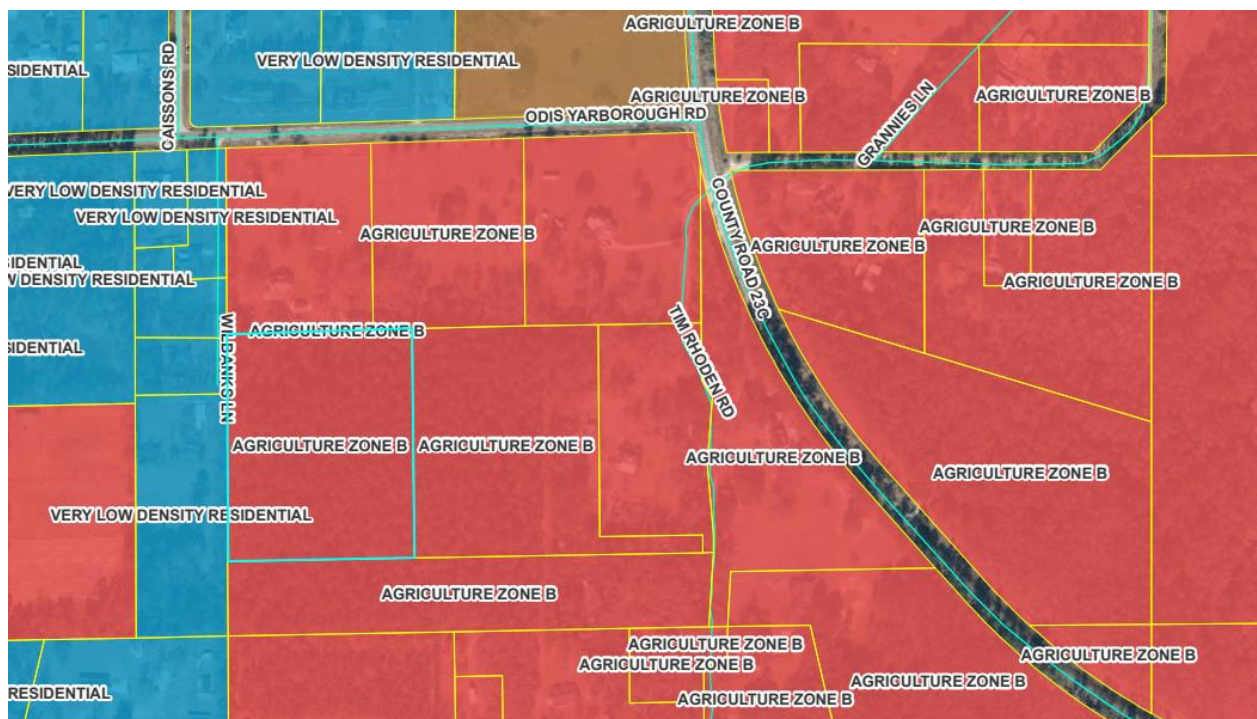 AGRICULTURE ZONE B
VERY LOW DENSITY RESIDENTIAL
SIDENTIAL
CAISSONS RD
AGRICULTURE ZONE B
AGRICULTURE ZONE B
ODIS YARBOROUGH RD
GRANNIES LN
VERY LOW DENSITY RESIDENTIAL
VERY LOW DENSITY RESIDENTIAL
AGRICULTURE ZONE B
COUNTY ROAD 23C
AGRICULTURE ZONE B
AGRICULTURE ZONE B
SIDENTIAL
W DENSITY RESIDENTIAL
AGRICULTURE ZONE B
AGRICULTURE ZONE B
WILBANKS LN
TIM RHODEN RD
SIDENTIAL
AGRICULTURE ZONE B
AGRICULTURE ZONE B
AGRICULTURE ZONE B
AGRICULTURE ZONE B
VERY LOW DENSITY RESIDENTIAL
AGRICULTURE ZONE B
AGRICULTURE ZONE B
AGRICULTURE ZONE B
AGRICULTURE ZONE B
AGRICULTURE ZONE B
RESIDENTIAL
AGRICULTURE ZONE B